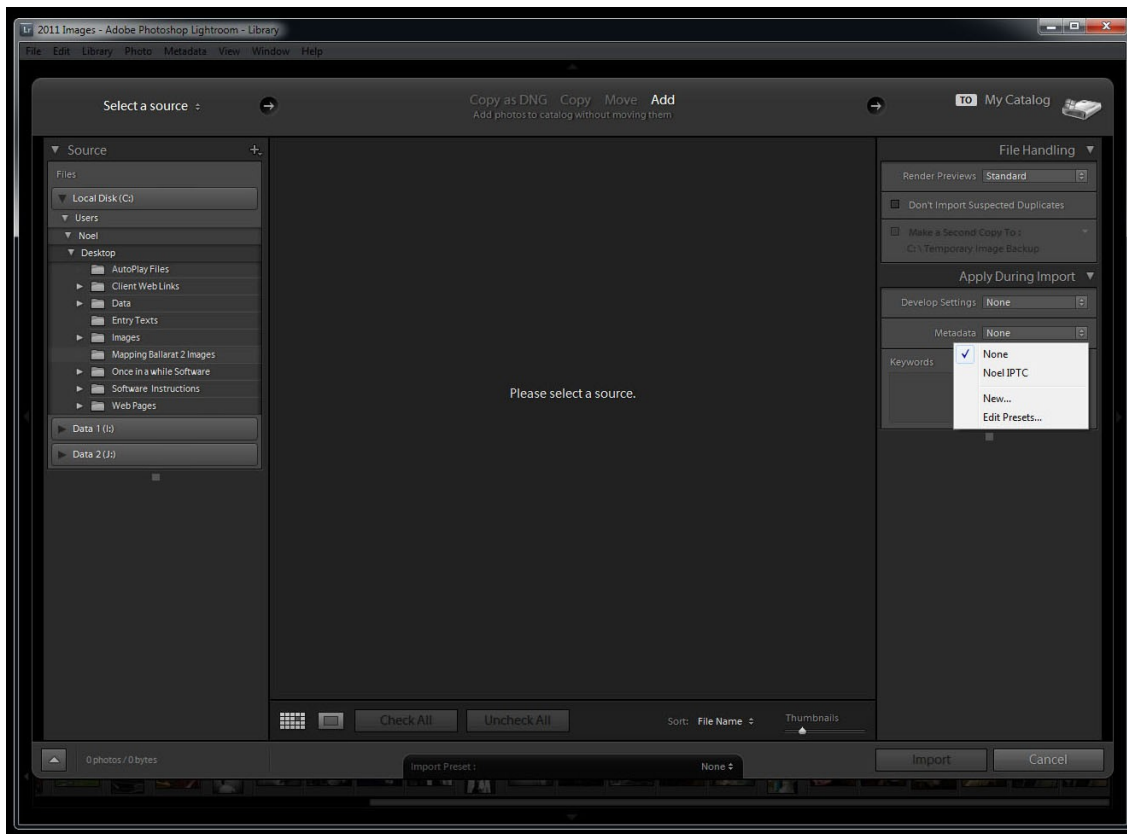 2011 Images - Adobe Photoshop Lightroom - Library
File Edit Library Photo Metadata View Window Help
Select a source
Copy as DNG Copy Move Add
Add photos to catalog without moving them
TO My Catalog
Source
Files
Local Disk (C:)
Users
Noel
Desktop
AutoPlay Files
Client Web Links
Data
Entry Texts
Images
Mapping Ballarat 2 Images
Once in a while Software
Software Instructions
Web Pages
Data 1 (I:)
Data 2 (J:)
Please select a source.
File Handling
Render Previews Standard
Don't Import Suspected Duplicates
Make a Second Copy To :
C: \ Temporary Image Backup
Apply During Import
Develop Settings None
Metadata None
Keywords
None
Noel IPTC
New...
Edit Presets...
Check All Uncheck All Sort: File Name Thumbnails
0 photos / 0 bytes
Import Preset : None
Import Cancel